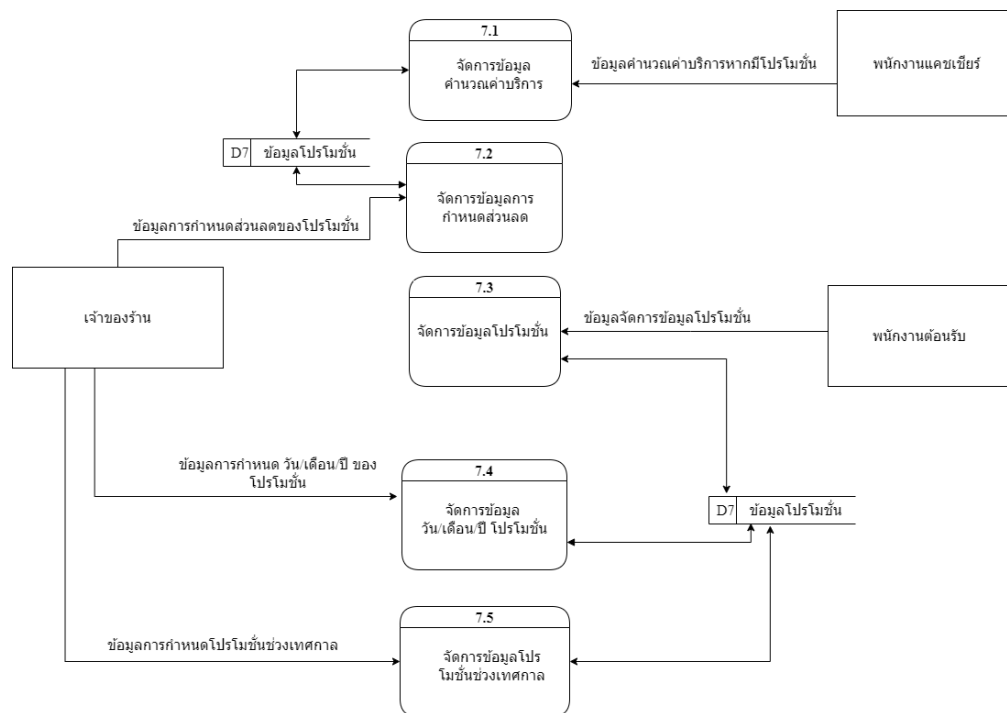 7.1
จัดการข้อมูล
คำนวณค่าบริการ
ข้อมูลคำนวณค่าบริการหากมีโปรโมชั่น
พนักงานแคชเชียร์
D7 ข้อมูลโปรโมชั่น
7.2
จัดการข้อมูลการ
กำหนดส่วนลด
ข้อมูลการกำหนดส่วนลดของโปรโมชั่น
เจ้าของร้าน
7.3
จัดการข้อมูลโปรโมชั่น
ข้อมูลจัดการข้อมูลโปรโมชั่น
พนักงานต้อนรับ
ข้อมูลการกำหนด วัน/เดือน/ปี ของ
โปรโมชั่น
7.4
จัดการข้อมูล
วัน/เดือน/ปี โปรโมชั่น
D7 ข้อมูลโปรโมชั่น
7.5
จัดการข้อมูลโปร
โมชั่นช่วงเทศกาล
ข้อมูลการกำหนดโปรโมชั่นช่วงเทศกาล